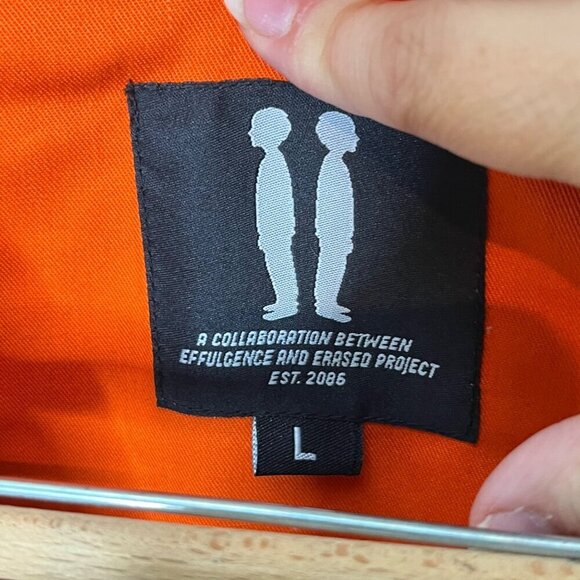 A COLLABORATION BETWEEN
EFFULGENCE AND ERASED PROJECT
EST. 2086
L